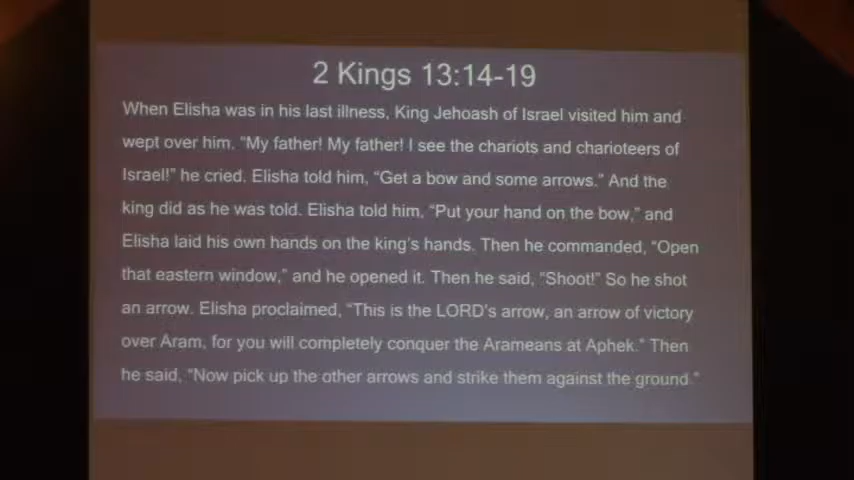 2 Kings 13:14-19
When Elisha was in his last illness, King Jehoash of Israel visited him and
wept over him. “My father! My father! I see the chariots and charioteers of
Israel!” he cried. Elisha told him, “Get a bow and some arrows.” And the
king did as he was told. Elisha told him, “Put your hand on the bow,” and
Elisha laid his own hands on the king’s hands. Then he commanded, “Open
that eastern window,” and he opened it. Then he said, “Shoot!” So he shot
an arrow. Elisha proclaimed, “This is the LORD’s arrow, an arrow of victory
over Aram, for you will completely conquer the Arameans at Aphek.” Then
he said, “Now pick up the other arrows and strike them against the ground.”